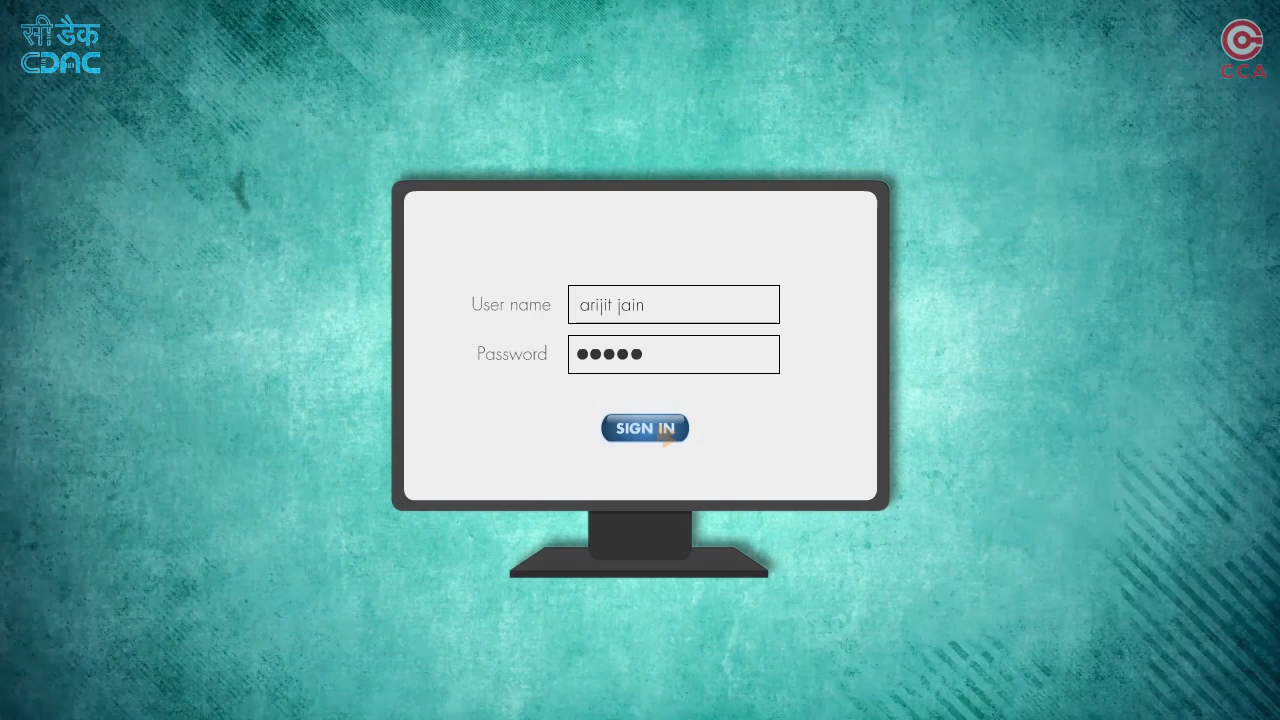 सी डैक
CDAC
CCA
User name
arijit jain
Password
SIGN IN